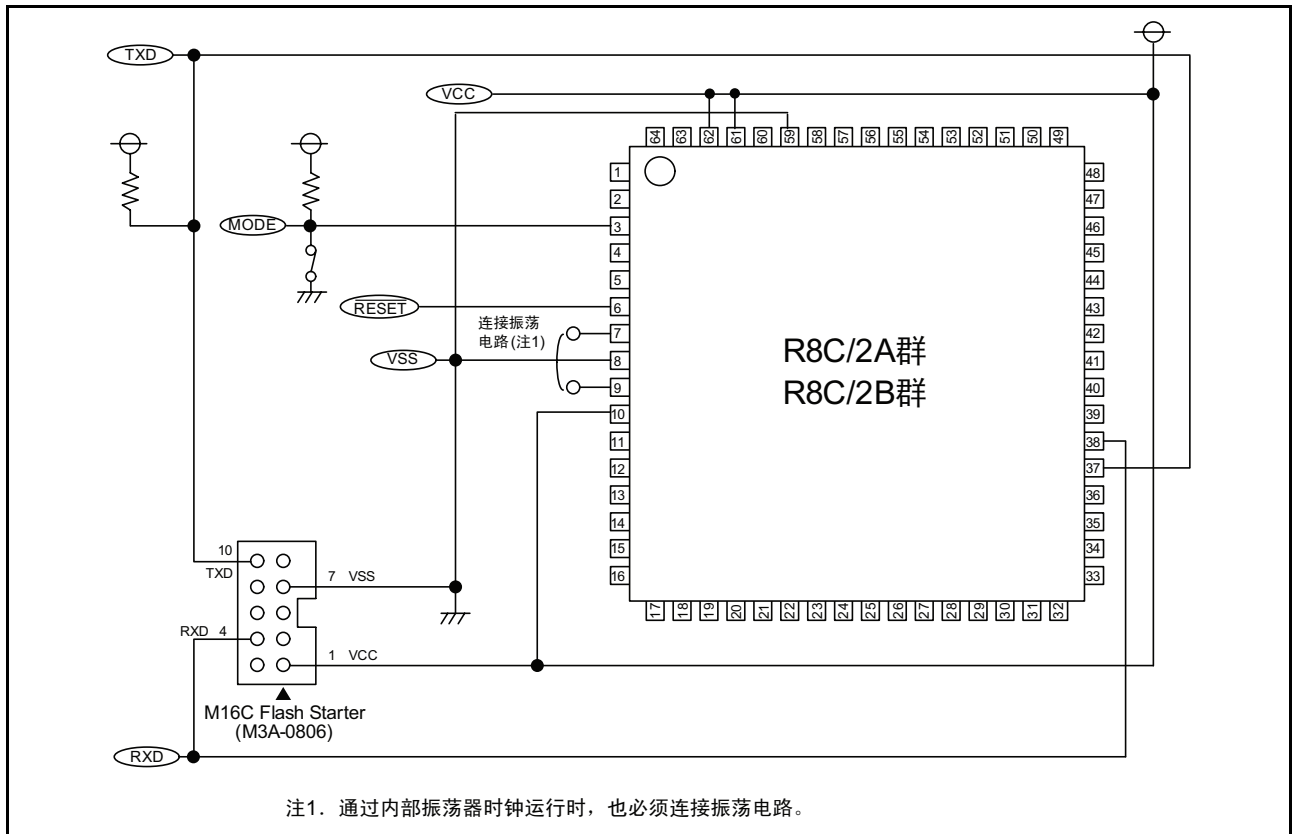 TXD
VCC
64 63 62 61 60 59 58 57 56 55 54 53 52 51 50 49
MODE
RESET
连接振荡
电路(注1)
VSS
1
2
3
4
5
6
7
8
9
10
11
12
13
14
15
16
R8C/2A群
R8C/2B群
48
47
46
45
44
43
42
41
40
39
38
37
36
35
34
33
17 18 19 20 21 22 23 24 25 26 27 28 29 30 31 32
10
TXD
7 VSS
RXD 4
1 VCC
M16C Flash Starter
(M3A-0806)
RXD
注1. 通过内部振荡器时钟运行时，也必须连接振荡电路。